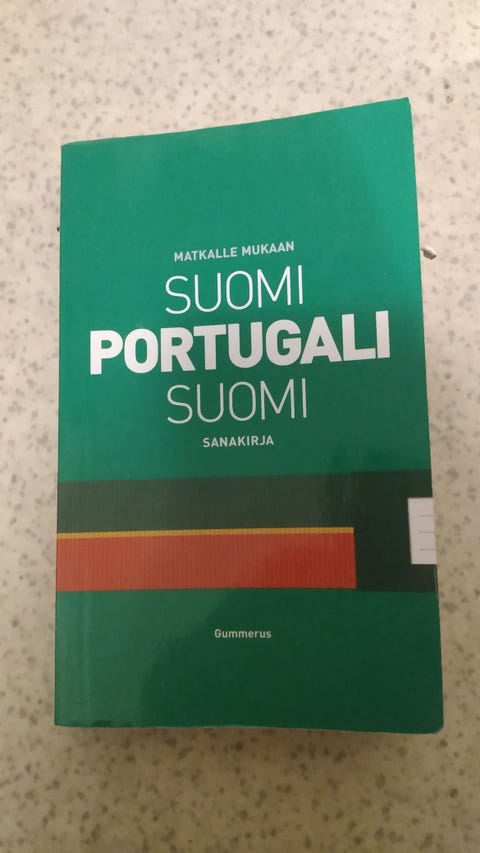 MATKALLE MUKAAN
SUOMI
PORTUGALI
SUOMI
SANAKIRJA
Gummerus